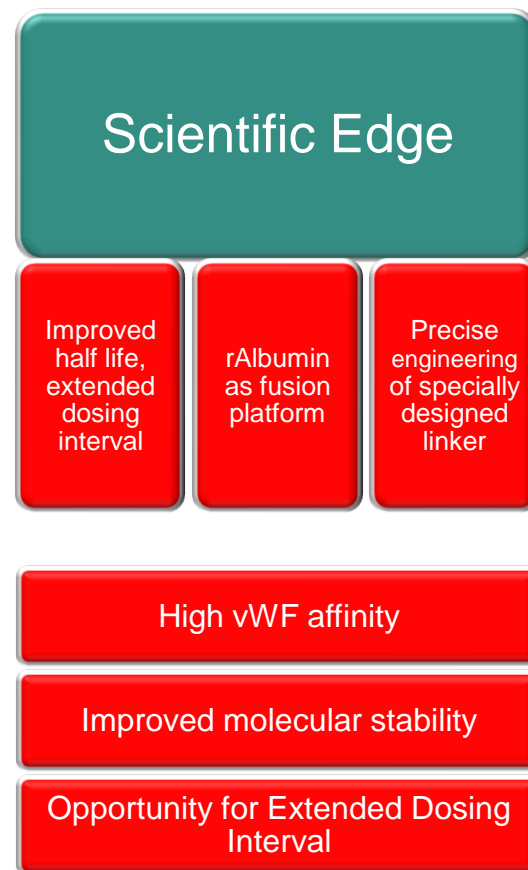 Scientific Edge
Improved
half life,
extended
dosing
interval
rAlbumin
as fusion
platform
Precise
engineering
of specially
designed
linker
High vWF affinity
Improved molecular stability
Opportunity for Extended Dosing
Interval